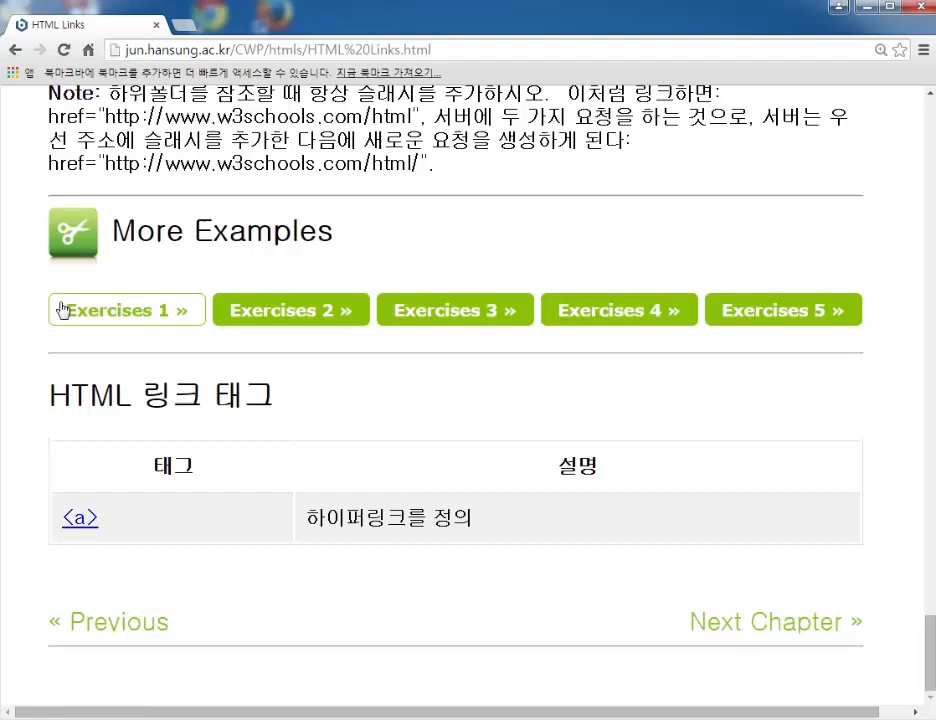 HTML Links
jun.hansung.ac.kr/CWP/htmls/HTML%20Links.html
앱 북마크바에 북마크를 추가하면 더 빠르게 액세스할 수 있습니다. 지금 북마크 가져오기...
Note: 하위폴더를 참조할 때 항상 슬래시를 추가하시오. 이처럼 링크하면:
href="http://www.w3schools.com/html", 서버에 두 가지 요청을 하는 것으로, 서버는 우
선 주소에 슬래시를 추가한 다음에 새로운 요청을 생성하게 된다:
href="http://www.w3schools.com/html/".
More Examples
Exercises 1 » Exercises 2 » Exercises 3 » Exercises 4 » Exercises 5 »
HTML 링크 태그
태그 설명
<a> 하이퍼링크를 정의
« Previous Next Chapter »